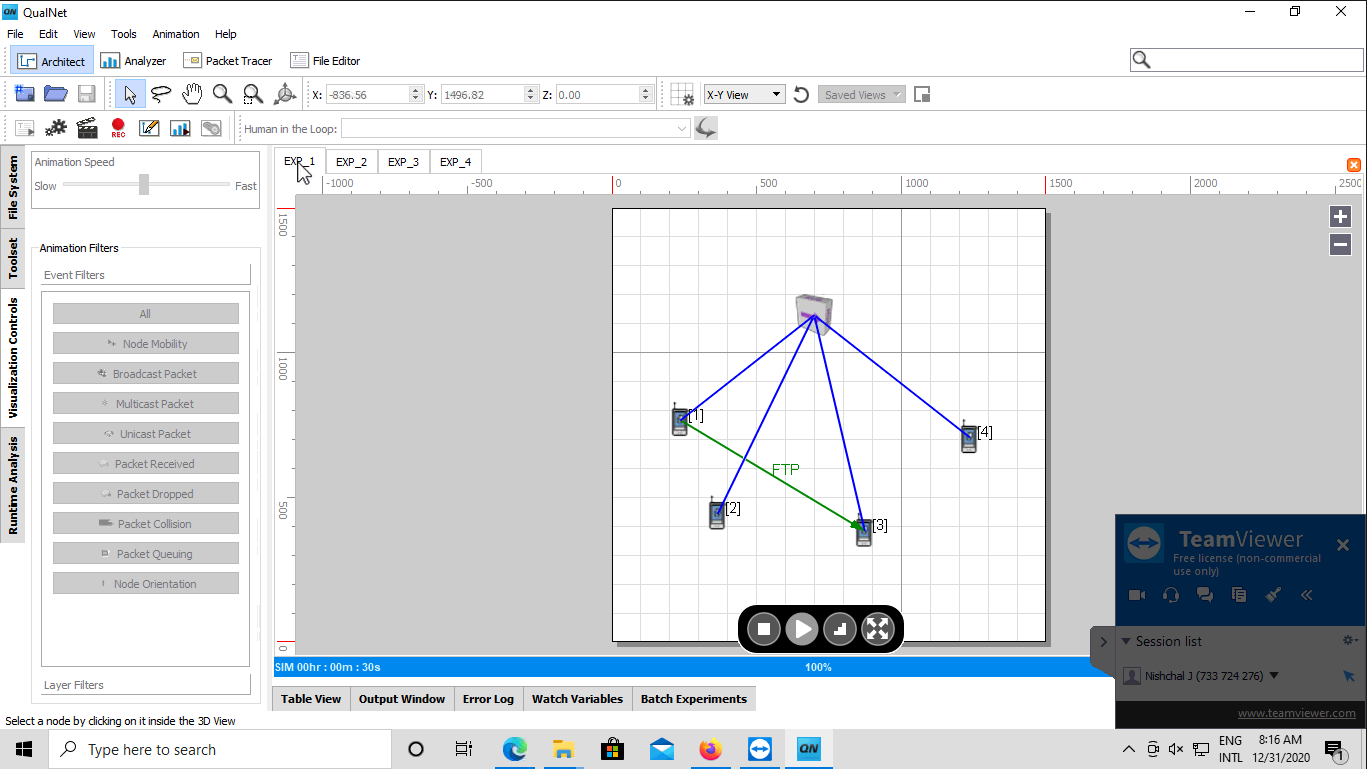 QN QualNet
File Edit View Tools Animation Help
Architect Analyzer Packet Tracer File Editor
X: -836.56 Y: 1496.82 Z: 0.00 X-Y View Saved Views
REC Human in the Loop:
File System
Toolset
Visualization Controls
Runtime Analysis
Animation Speed
Slow Fast
Animation Filters
Event Filters
All
Node Mobility
Broadcast Packet
Multicast Packet
Unicast Packet
Packet Received
Packet Dropped
Packet Collision
Packet Queuing
Node Orientation
Layer Filters
EXP_1 EXP_2 EXP_3 EXP_4
-1000 -500 0 500 1000 1500 2000 2500
1500
1000
500
0
[1]
[4]
FTP
[2]
[3]
SIM 00hr : 00m : 30s 100%
Table View Output Window Error Log Watch Variables Batch Experiments
Select a node by clicking on it inside the 3D View
TeamViewer
Free license (non-commercial
use only)
Session list
Nishchal J (733 724 276)
www.teamviewer.com
Type here to search
QN
ENG
INTL
8:16 AM
12/31/2020
1